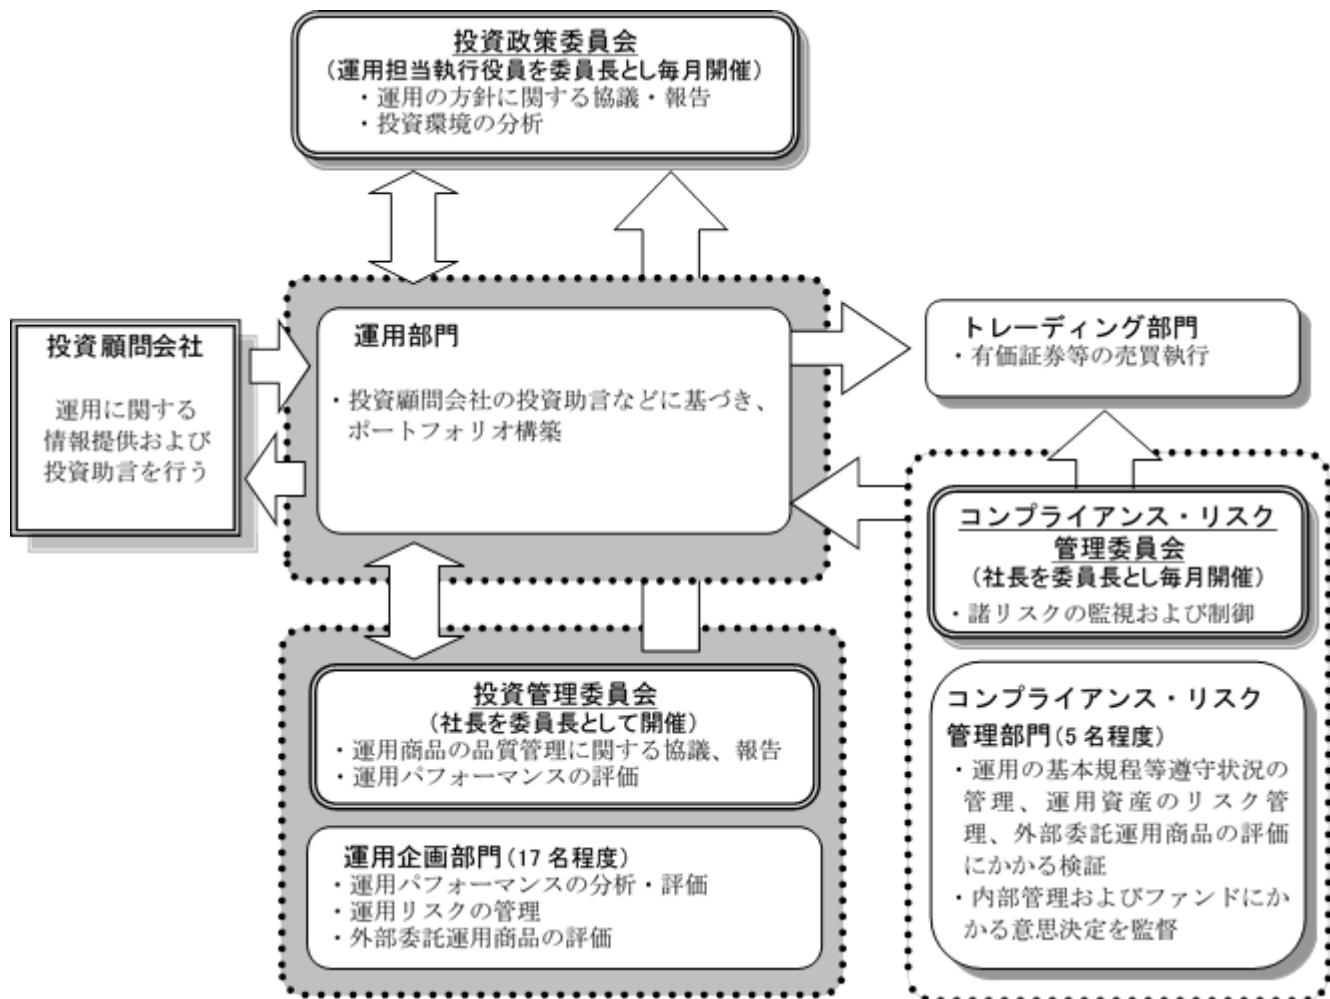 投資政策委員会
(運用担当執行役員を委員長とし毎月開催)
・運用の方針に関する協議・報告
・投資環境の分析
投資顧問会社
運用に関する
情報提供および
投資助言を行う
運用部門
・投資顧問会社の投資助言などに基づき、
ポートフォリオ構築
トレーディング部門
・有価証券等の売買執行
コンプライアンス・リスク
管理委員会
(社長を委員長とし毎月開催)
・諸リスクの監視および制御
コンプライアンス・リスク
管理部門(5名程度)
・運用の基本規程等遵守状況の
管理、運用資産のリスク管
理、外部委託運用商品の評価
にかかる検証
・内部管理およびファンドにか
かる意思決定を監督
投資管理委員会
(社長を委員長として開催)
・運用商品の品質管理に関する協議、報告
・運用パフォーマンスの評価
運用企画部門(17名程度)
・運用パフォーマンスの分析・評価
・運用リスクの管理
・外部委託運用商品の評価